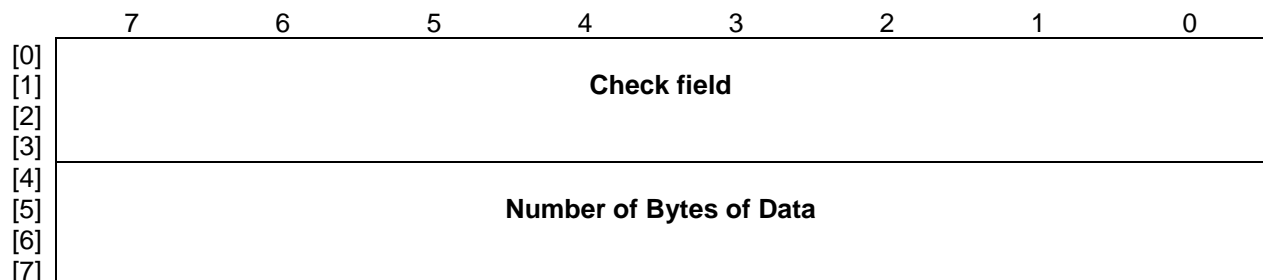 7 6 5 4 3 2 1 0
[0]
[1] Check field
[2]
[3]
[4]
[5] Number of Bytes of Data
[6]
[7]